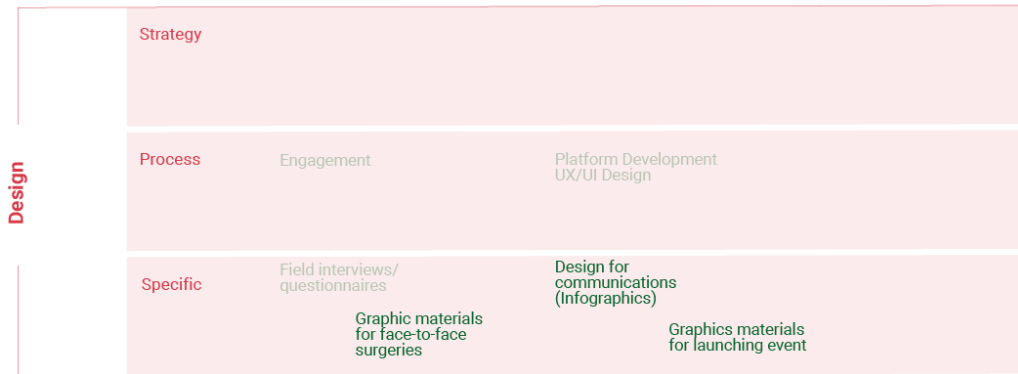 Design
Strategy
Process
Engagement
Platform Development
UX/UI Design
Specific
Field interviews/
questionnaires
Design for
communications
(Infographics)
Graphic materials
for face-to-face
surgeries
Graphics materials
for launching event